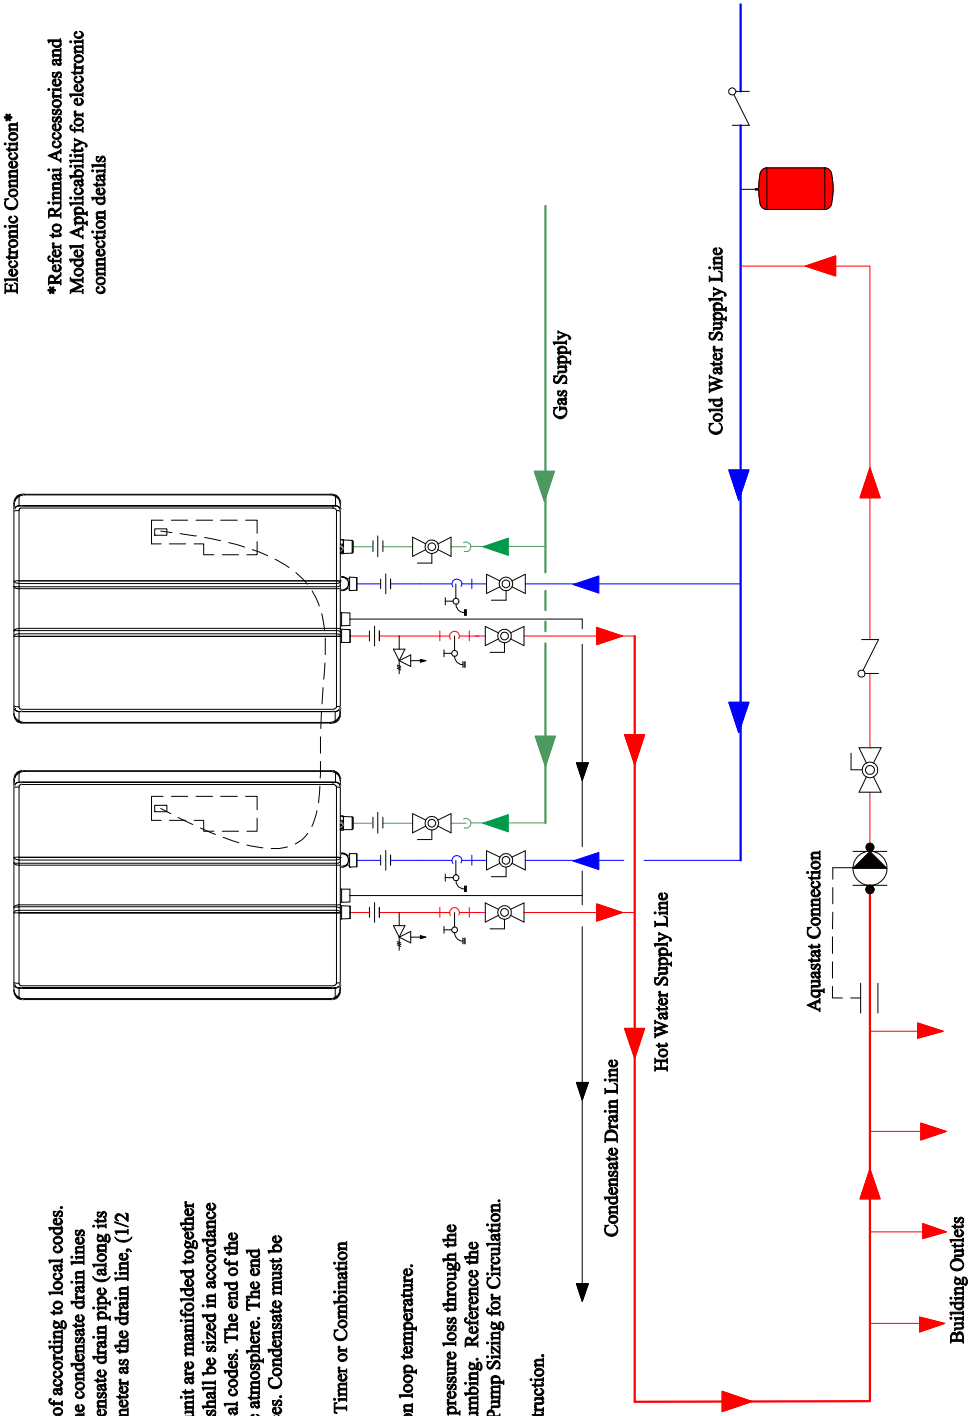 Electronic Connection*
*Refer to Rinnai Accessories and
Model Applicability for electronic
connection details
Gas Supply
Cold Water Supply Line
Aquastat Connection
Hot Water Supply Line
Condensate Drain Line
Building Outlets
of according to local codes.
condensate drain lines
ensate drain pipe (along its
meter as the drain line, (1/2
unit are manifolded together
shall be sized in accordance
al codes. The end of the
atmosphere. The end
es. Condensate must be
Timer or Combination
on loop temperature.
pressure loss through the
umbing. Reference the
Pump Sizing for Circulation.
truction.